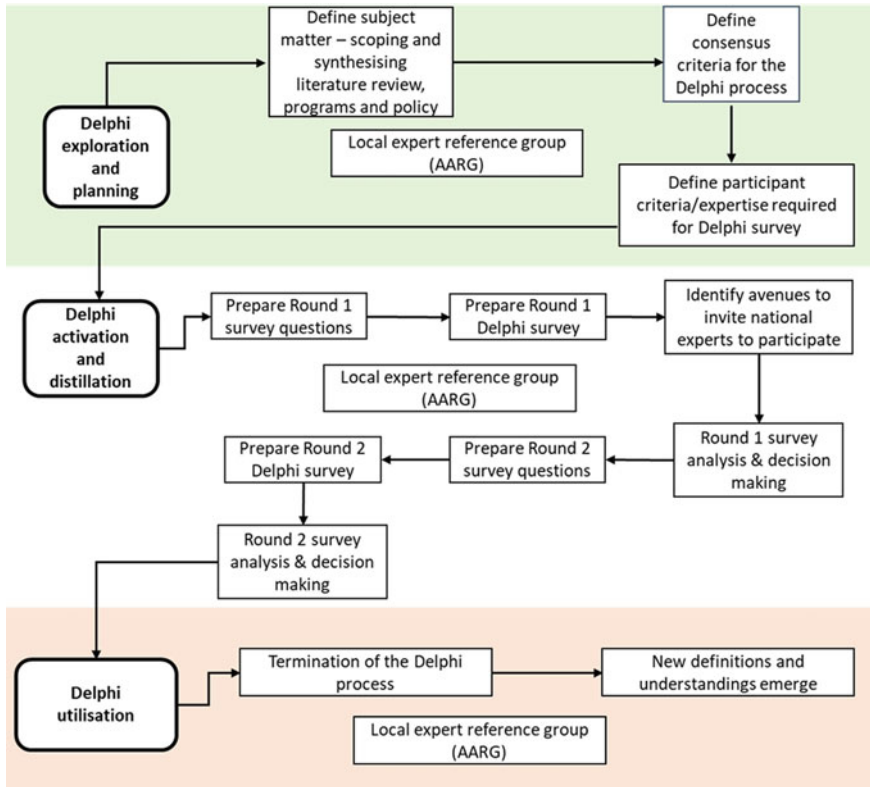 Define subject
matter – scoping and
synthesising
literature review,
programs and policy
Define
consensus
criteria for the
Delphi process
Delphi
exploration
and
planning
Local expert reference group
(AARG)
Define participant
criteria/expertise required
for Delphi survey
Delphi
activation
and
distillation
Prepare Round 1
survey questions
Prepare Round 1
Delphi survey
Identify avenues to
invite national
experts to participate
Local expert reference group
(AARG)
Round 1 survey
analysis & decision
making
Prepare Round 2
survey questions
Prepare Round 2
Delphi survey
Round 2 survey
analysis & decision
making
Delphi
utilisation
Termination of the Delphi
process
New definitions and
understandings emerge
Local expert reference group
(AARG)